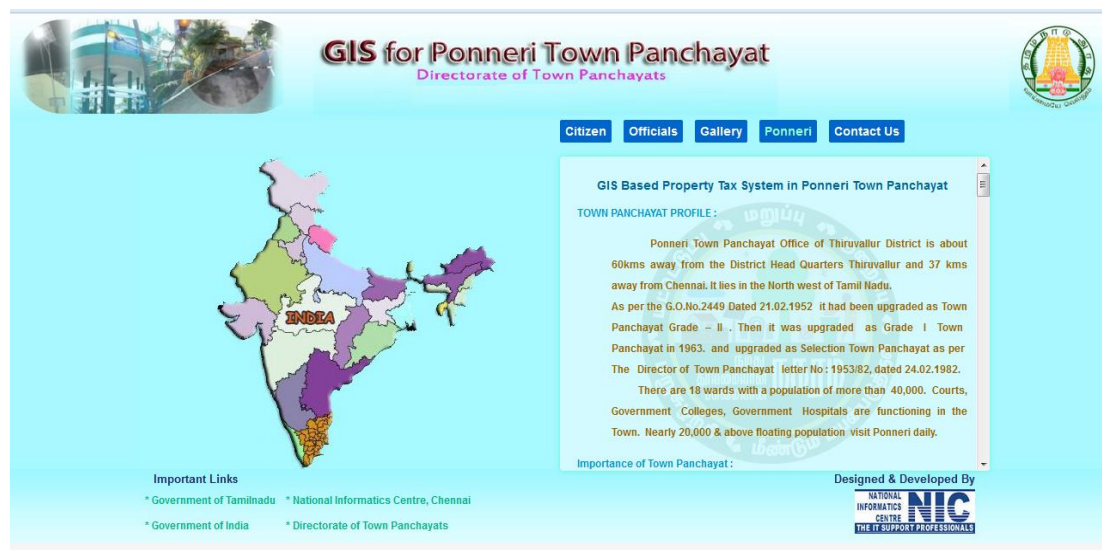 GIS for Ponneri Town Panchayat
Directorate of Town Panchayats
Citizen
Officials
Gallery
Ponneri
Contact Us
INDIA
GIS Based Property Tax System in Ponneri Town Panchayat
TOWN PANCHAYAT PROFILE :
Ponneri Town Panchayat Office of Thiruvallur District is about
60kms away from the District Head Quarters Thiruvallur and 37 kms
away from Chennai. It lies in the North west of Tamil Nadu.
As per the G.O.No.2449 Dated 21.02.1952 it had been upgraded as Town
Panchayat Grade – II . Then it was upgraded as Grade I Town
Panchayat in 1963. and upgraded as Selection Town Panchayat as per
The Director of Town Panchayat letter No : 1953/82, dated 24.02.1982.
There are 18 wards with a population of more than 40,000. Courts,
Government Colleges, Government Hospitals are functioning in the
Town. Nearly 20,000 & above floating population visit Ponneri daily.
Importance of Town Panchayat :
Important Links
* Government of Tamilnadu
* National Informatics Centre, Chennai
* Government of India
* Directorate of Town Panchayats
Designed & Developed By
NATIONAL
INFORMATICS
CENTRE
NIC
THE IT SUPPORT PROFESSIONALS